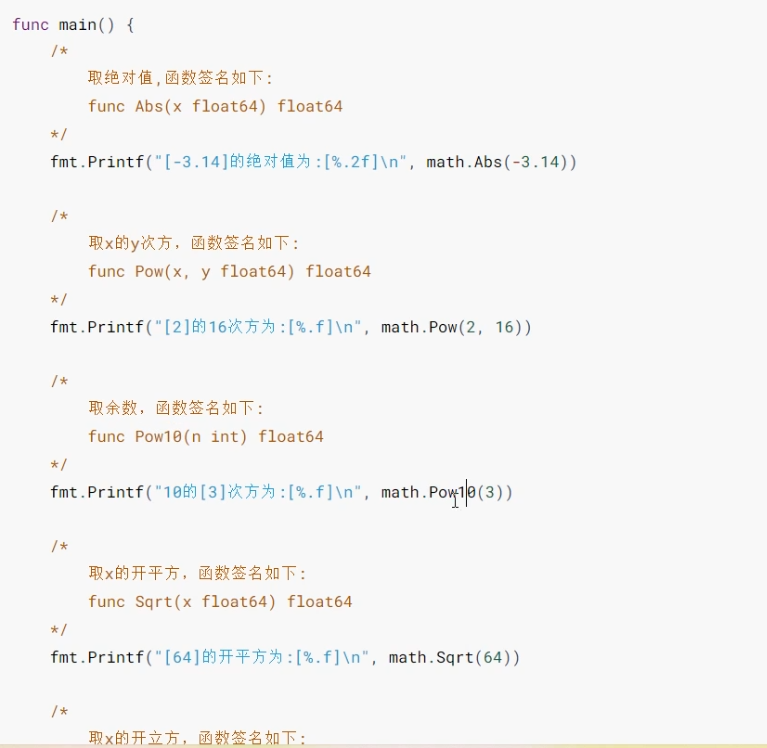 func main() {
/*
取绝对值,函数签名如下:
func Abs(x float64) float64
*/
fmt.Printf("[-3.14]的绝对值为:[%.2f]\n", math.Abs(-3.14))
/*
取x的y次方，函数签名如下:
func Pow(x, y float64) float64
*/
fmt.Printf("[2]的16次方为:[%.f]\n", math.Pow(2, 16))
/*
取余数，函数签名如下:
func Pow10(n int) float64
*/
fmt.Printf("10的[3]次方为:[%.f]\n", math.Pow10(3))
/*
取x的开平方，函数签名如下:
func Sqrt(x float64) float64
*/
fmt.Printf("[64]的开平方为:[%.f]\n", math.Sqrt(64))
/*
取x的开立方，函数签名如下: